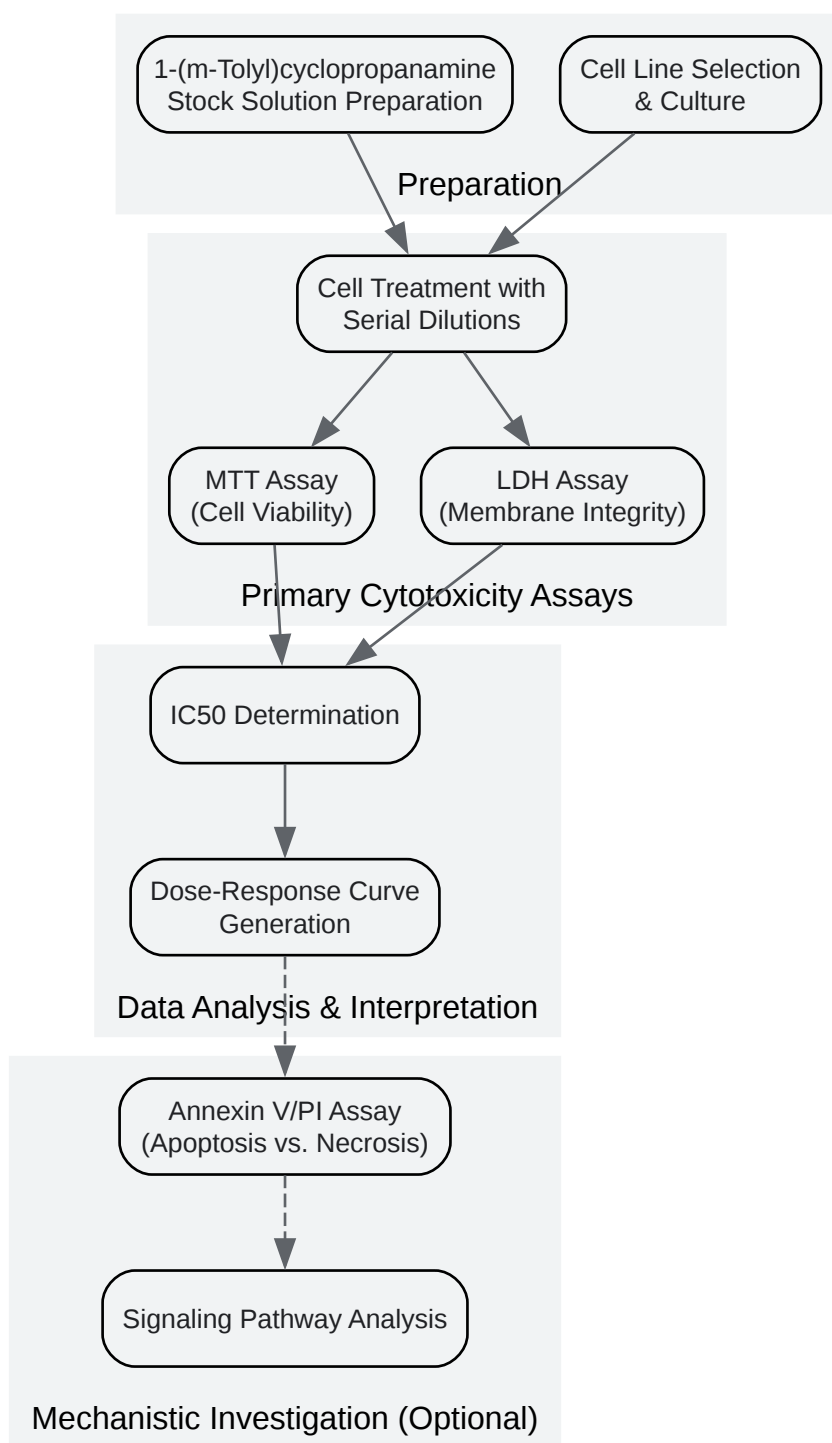 1-(m-Tolyl)cyclopropanamine
Stock Solution Preparation
Cell Line Selection
& Culture
Preparation
Cell Treatment with
Serial Dilutions
MTT Assay
(Cell Viability)
LDH Assay
(Membrane Integrity)
Primary Cytotoxicity Assays
IC50 Determination
Dose-Response Curve
Generation
Data Analysis & Interpretation
Annexin V/PI Assay
(Apoptosis vs. Necrosis)
Signaling Pathway Analysis
Mechanistic Investigation (Optional)